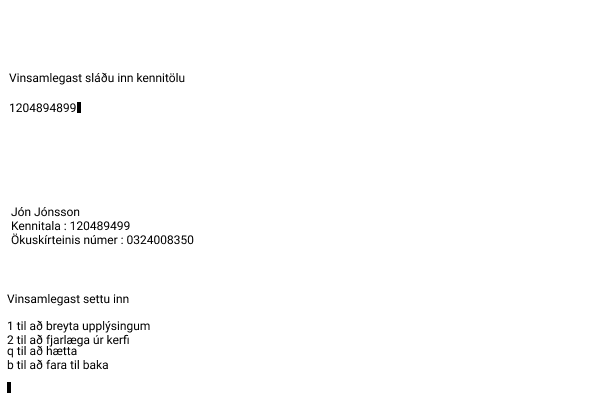 Vinsamlegast sláðu inn kennitölu
1204894899
Jón Jónsson
Kennitala : 120489499
Ökuskírteinis númer : 0324008350
Vinsamlegast settu inn
1 til að breyta upplýsingum
2 til að fjarlæga úr kerfi
q til að hætta
b til að fara til baka